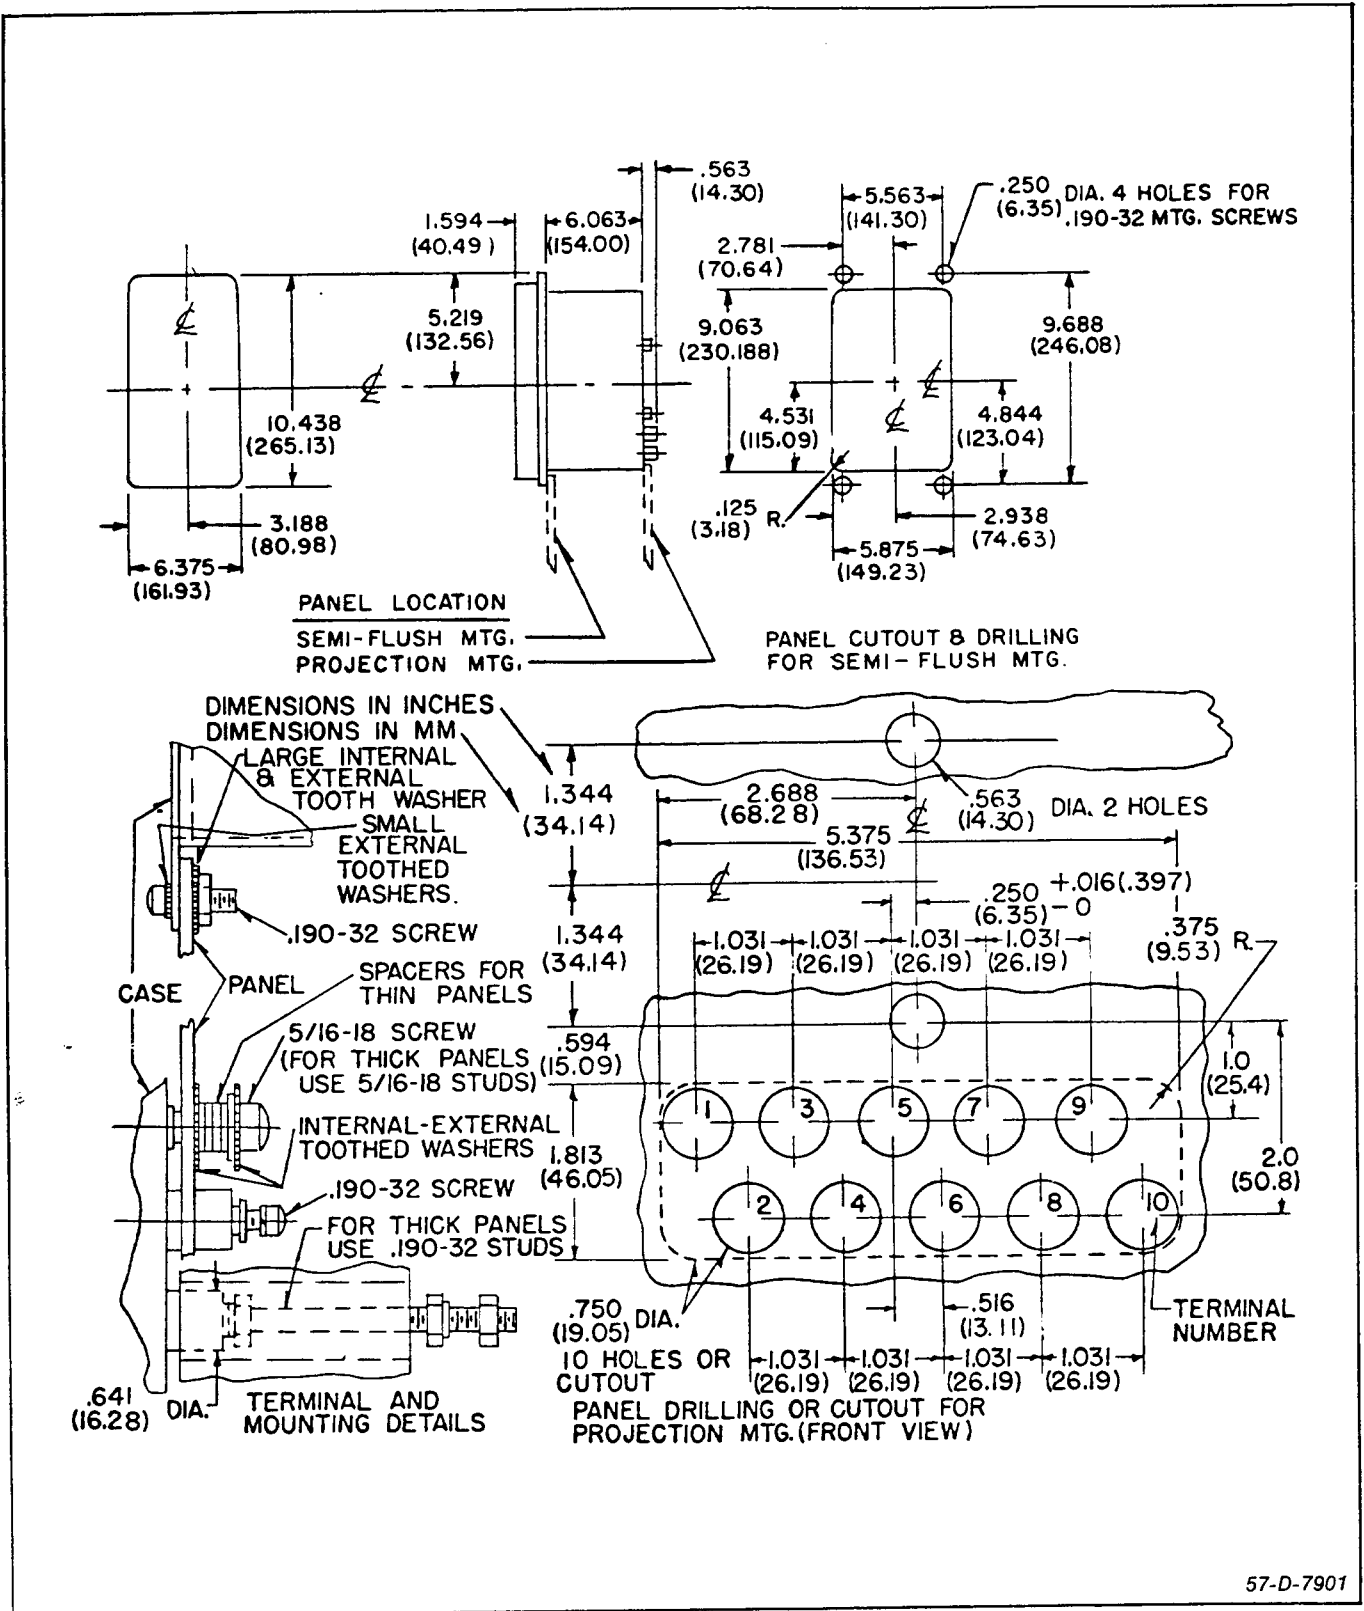 .563
(14.30)
1.594
(40.49)
6.063
(154.00)
5.563
(141.30)
.250
(6.35)
DIA. 4 HOLES FOR
.190-32 MTG. SCREWS
2.781
(70.64)
5.219
(132.56)
9.063
(230.188)
9.688
(246.08)
10.438
(265.13)
4.531
(115.09)
4.844
(123.04)
3.188
(80.98)
.125
(3.18) R.
2.938
(74.63)
6.375
(161.93)
5.875
(149.23)
PANEL LOCATION
SEMI-FLUSH MTG.
PROJECTION MTG.
PANEL CUTOUT & DRILLING
FOR SEMI-FLUSH MTG.
DIMENSIONS IN INCHES
DIMENSIONS IN MM
LARGE INTERNAL
& EXTERNAL
TOOTH WASHER
SMALL
EXTERNAL
TOOTHED
WASHERS.
1.344
(34.14)
2.688
(68.28)
.563
(14.30)
DIA. 2 HOLES
5.375
(136.53)
.250 +.016(.397)
(6.35) -0
.190-32 SCREW
1.344
(34.14)
1.031 1.031 1.031 1.031
(26.19) (26.19) (26.19) (26.19)
.375
(9.53) R.
CASE
PANEL
SPACERS FOR
THIN PANELS
5/16-18 SCREW
(FOR THICK PANELS
USE 5/16-18 STUDS)
.594
(15.09)
1.0
(25.4)
1 3 5 7 9
INTERNAL-EXTERNAL
TOOTHED WASHERS
1.813
(46.05)
2.0
(50.8)
.190-32 SCREW
2 4 6 8 10
FOR THICK PANELS
USE .190-32 STUDS
.750
(19.05) DIA.
10 HOLES OR
CUTOUT
.516
(13.11)
TERMINAL
NUMBER
1.031 1.031 1.031 1.031
(26.19) (26.19) (26.19) (26.19)
.641
(16.28) DIA.
TERMINAL AND
MOUNTING DETAILS
PANEL DRILLING OR CUTOUT FOR
PROJECTION MTG.(FRONT VIEW)
57-D-7901